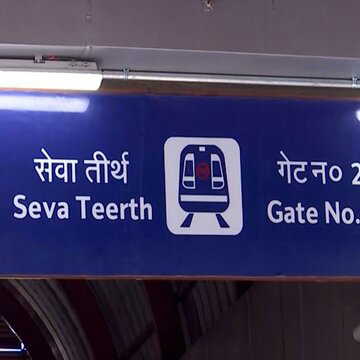 सेवा तीर्थ
Seva Teerth
गेट न० 2
Gate No.